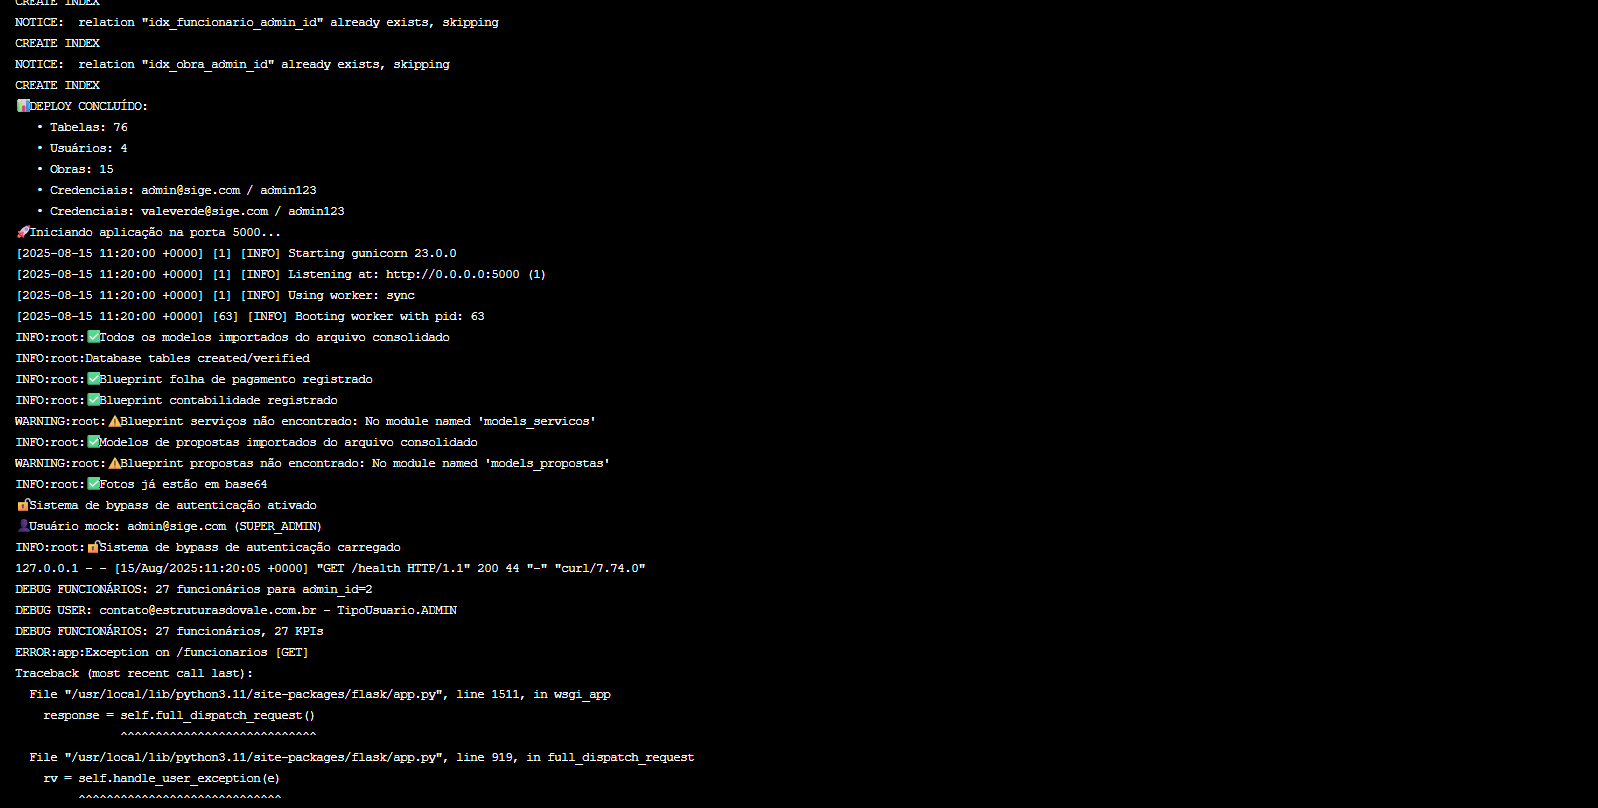 CREATE INDEX
NOTICE:  relation "idx_funcionario_admin_id" already exists, skipping
CREATE INDEX
NOTICE:  relation "idx_obra_admin_id" already exists, skipping
CREATE INDEX
📊DEPLOY CONCLUÍDO:
   • Tabelas: 76
   • Usuários: 4
   • Obras: 15
   • Credenciais: admin@sige.com / admin123
   • Credenciais: valeverde@sige.com / admin123
🚀Iniciando aplicação na porta 5000...
[2025-08-15 11:20:00 +0000] [1] [INFO] Starting gunicorn 23.0.0
[2025-08-15 11:20:00 +0000] [1] [INFO] Listening at: http://0.0.0.0:5000 (1)
[2025-08-15 11:20:00 +0000] [1] [INFO] Using worker: sync
[2025-08-15 11:20:00 +0000] [63] [INFO] Booting worker with pid: 63
INFO:root:✅Todos os modelos importados do arquivo consolidado
INFO:root:Database tables created/verified
INFO:root:✅Blueprint folha de pagamento registrado
INFO:root:✅Blueprint contabilidade registrado
WARNING:root:⚠️Blueprint serviços não encontrado: No module named 'models_servicos'
INFO:root:✅Modelos de propostas importados do arquivo consolidado
WARNING:root:⚠️Blueprint propostas não encontrado: No module named 'models_propostas'
INFO:root:✅Fotos já estão em base64
🔓Sistema de bypass de autenticação ativado
👤Usuário mock: admin@sige.com (SUPER_ADMIN)
INFO:root:🔓Sistema de bypass de autenticação carregado
127.0.0.1 - - [15/Aug/2025:11:20:05 +0000] "GET /health HTTP/1.1" 200 44 "-" "curl/7.74.0"
DEBUG FUNCIONÁRIOS: 27 funcionários para admin_id=2
DEBUG USER: contato@estruturasdovale.com.br - TipoUsuario.ADMIN
DEBUG FUNCIONÁRIOS: 27 funcionários, 27 KPIs
ERROR:app:Exception on /funcionarios [GET]
Traceback (most recent call last):
  File "/usr/local/lib/python3.11/site-packages/flask/app.py", line 1511, in wsgi_app
    response = self.full_dispatch_request()
               ^^^^^^^^^^^^^^^^^^^^^^^^^^^^
  File "/usr/local/lib/python3.11/site-packages/flask/app.py", line 919, in full_dispatch_request
    rv = self.handle_user_exception(e)
         ^^^^^^^^^^^^^^^^^^^^^^^^^^^^^